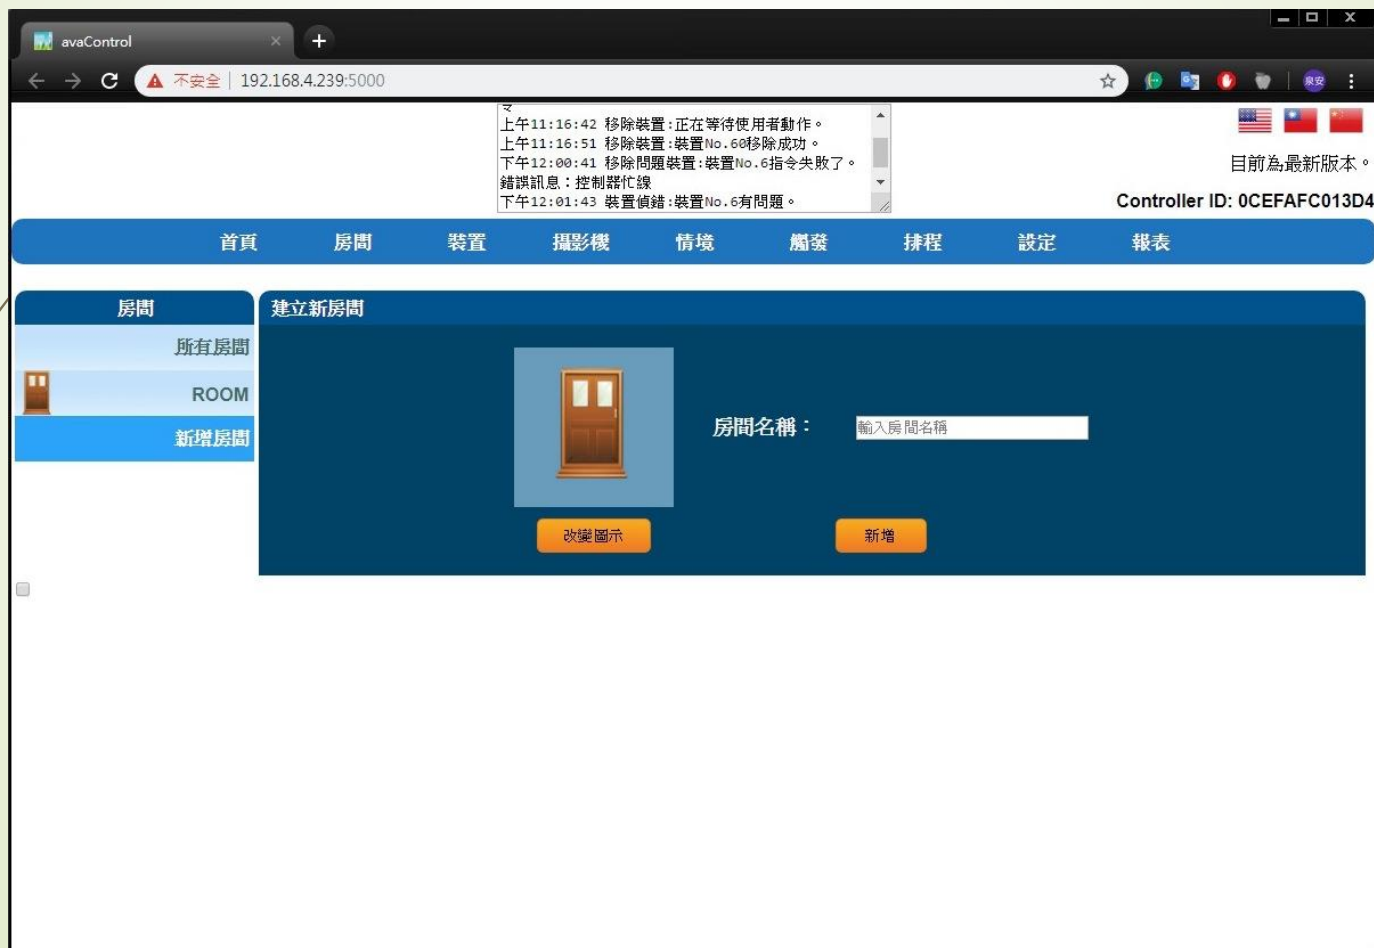 avaControl
不安全 | 192.168.4.239:5000
泉安
上午11:16:42 移除裝置:正在等待使用者動作。
上午11:16:51 移除裝置:裝置No.60移除成功。
下午12:00:41 移除問題裝置:裝置No.6指令失敗了。
錯誤訊息：控制器忙線
下午12:01:43 裝置偵錯:裝置No.6有問題。
目前為最新版本。
Controller ID: 0CEFAFC013D4
首頁 房間 裝置 攝影機 情境 觸發 排程 設定 報表
房間
所有房間
ROOM
新增房間
建立新房間
房間名稱：
輸入房間名稱
改變圖示
新增